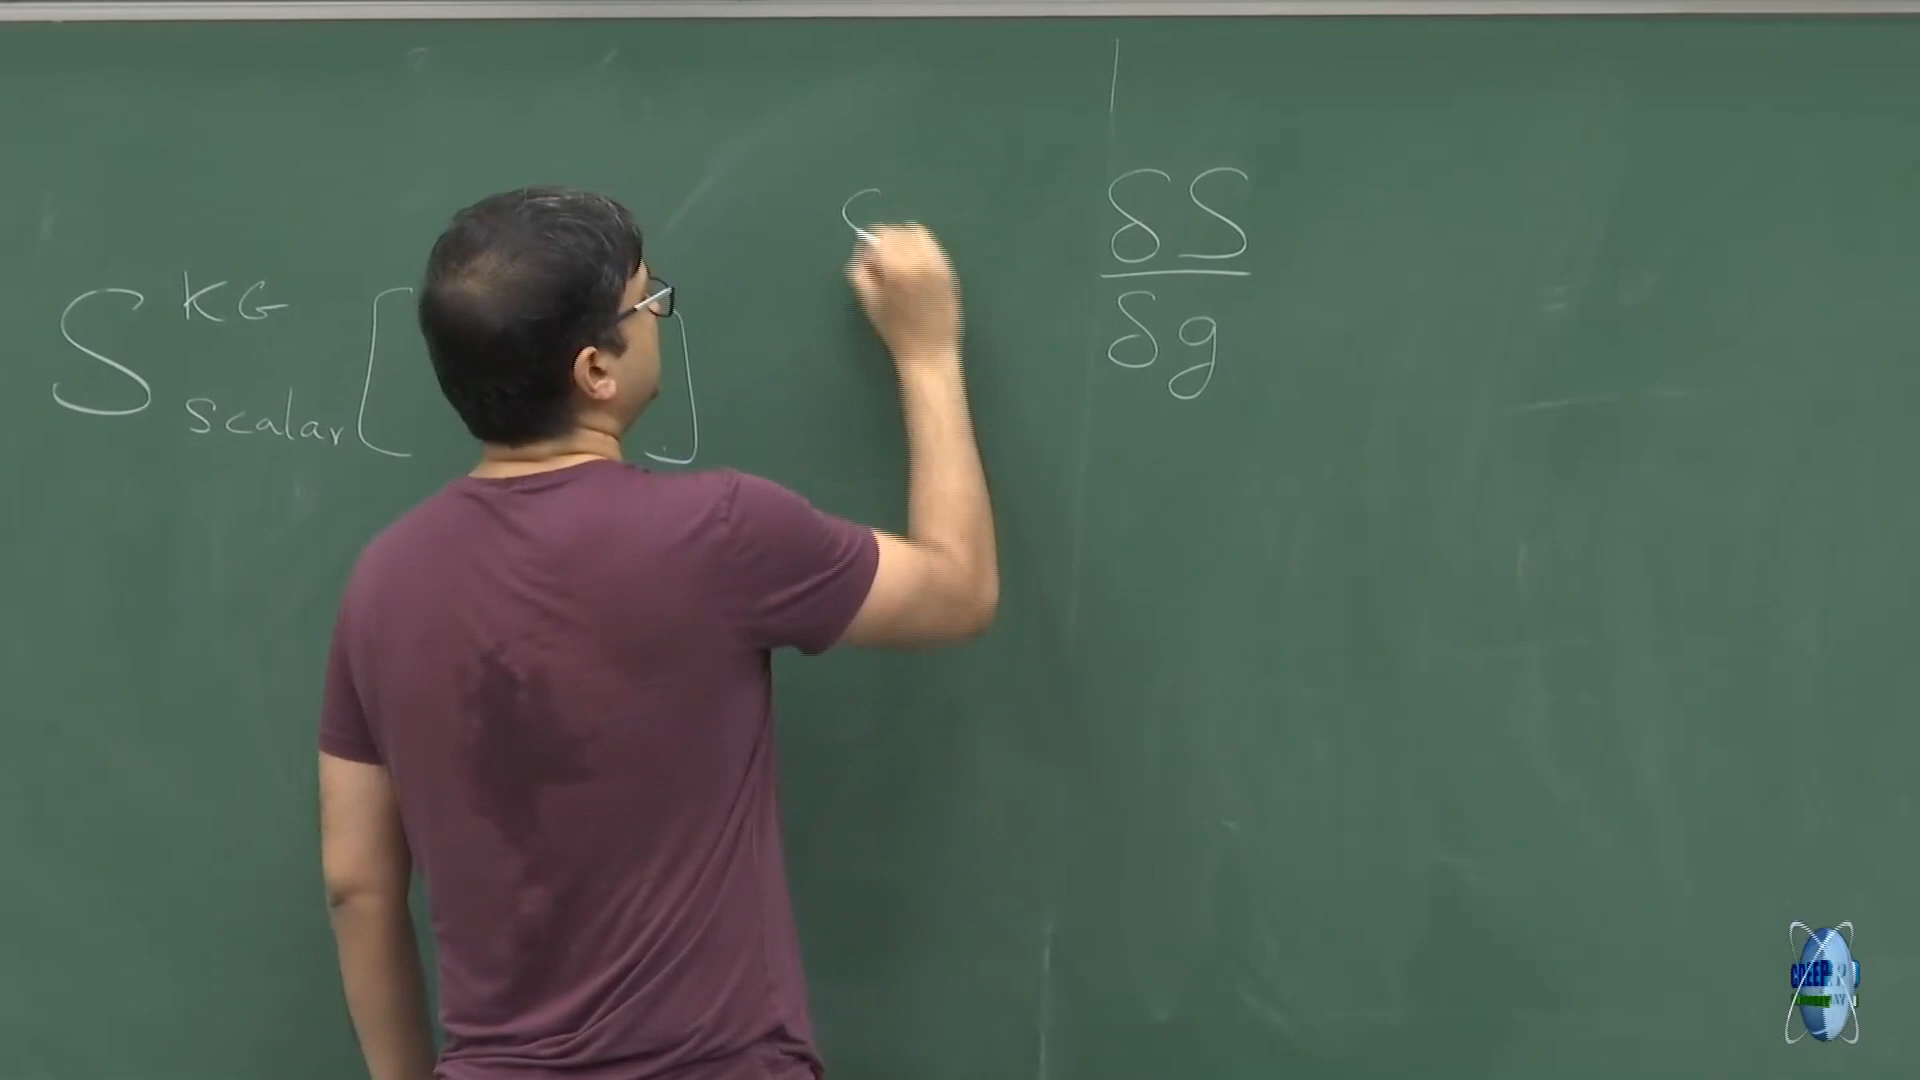 S^{KG}_{scalar} [ ]
δS
δg